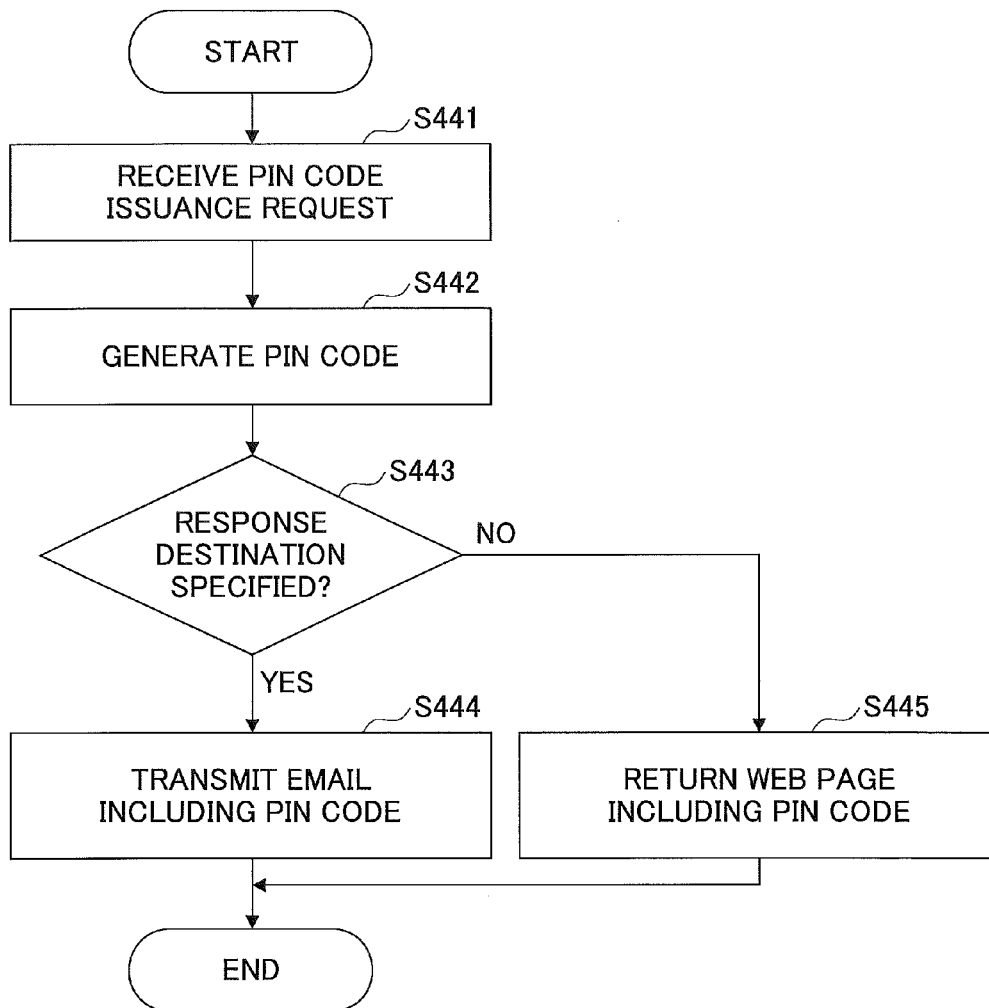 START
S441
RECEIVE PIN CODE
ISSUANCE REQUEST
S442
GENERATE PIN CODE
S443
RESPONSE
DESTINATION
SPECIFIED?
NO
YES
S444
TRANSMIT EMAIL
INCLUDING PIN CODE
S445
RETURN WEB PAGE
INCLUDING PIN CODE
END